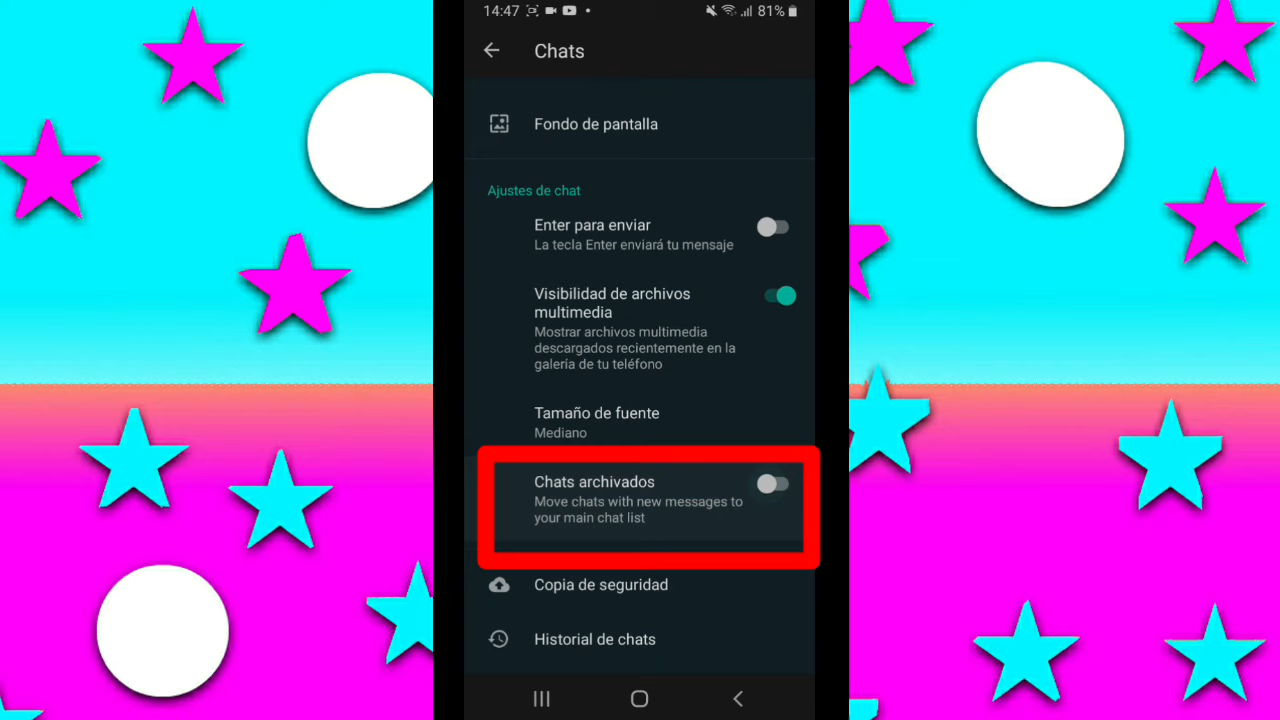 14:47 81%
Chats
Fondo de pantalla
Ajustes de chat
Enter para enviar
La tecla Enter enviará tu mensaje
Visibilidad de archivos
multimedia
Mostrar archivos multimedia
descargados recientemente en la
galería de tu teléfono
Tamaño de fuente
Mediano
Chats archivados
Move chats with new messages to
your main chat list
Copia de seguridad
Historial de chats